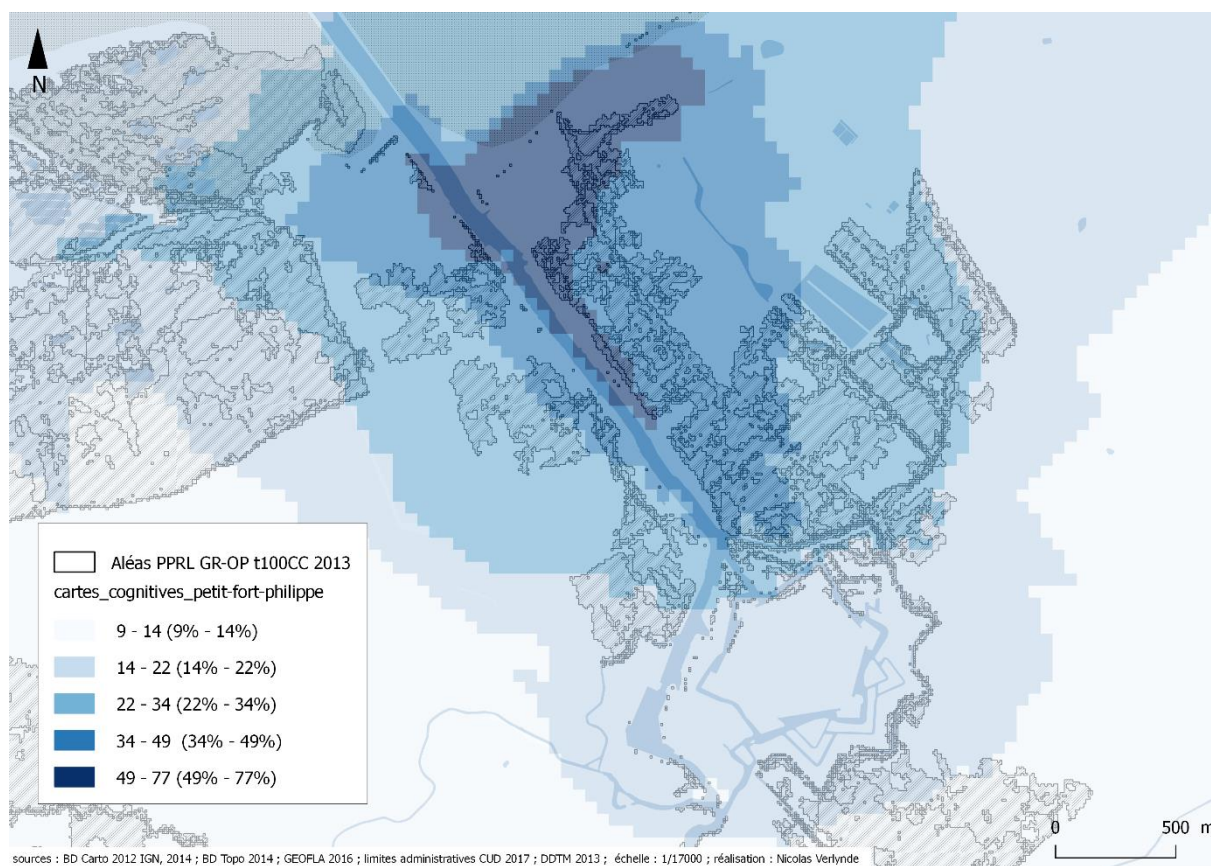 N
Aléas PPRL GR-OP t100CC 2013
cartes_cognitives_petit-fort-philippe
9 - 14 (9% - 14%)
14 - 22 (14% - 22%)
22 - 34 (22% - 34%)
34 - 49 (34% - 49%)
49 - 77 (49% - 77%)
0 500 m
sources : BD Carto 2012 IGN, 2014 ; BD Topo 2014 ; GEOFLA 2016 ; limites administratives CUD 2017 ; DDTM 2013 ; échelle : 1/17000 ; réalisation : Nicolas Verlynde